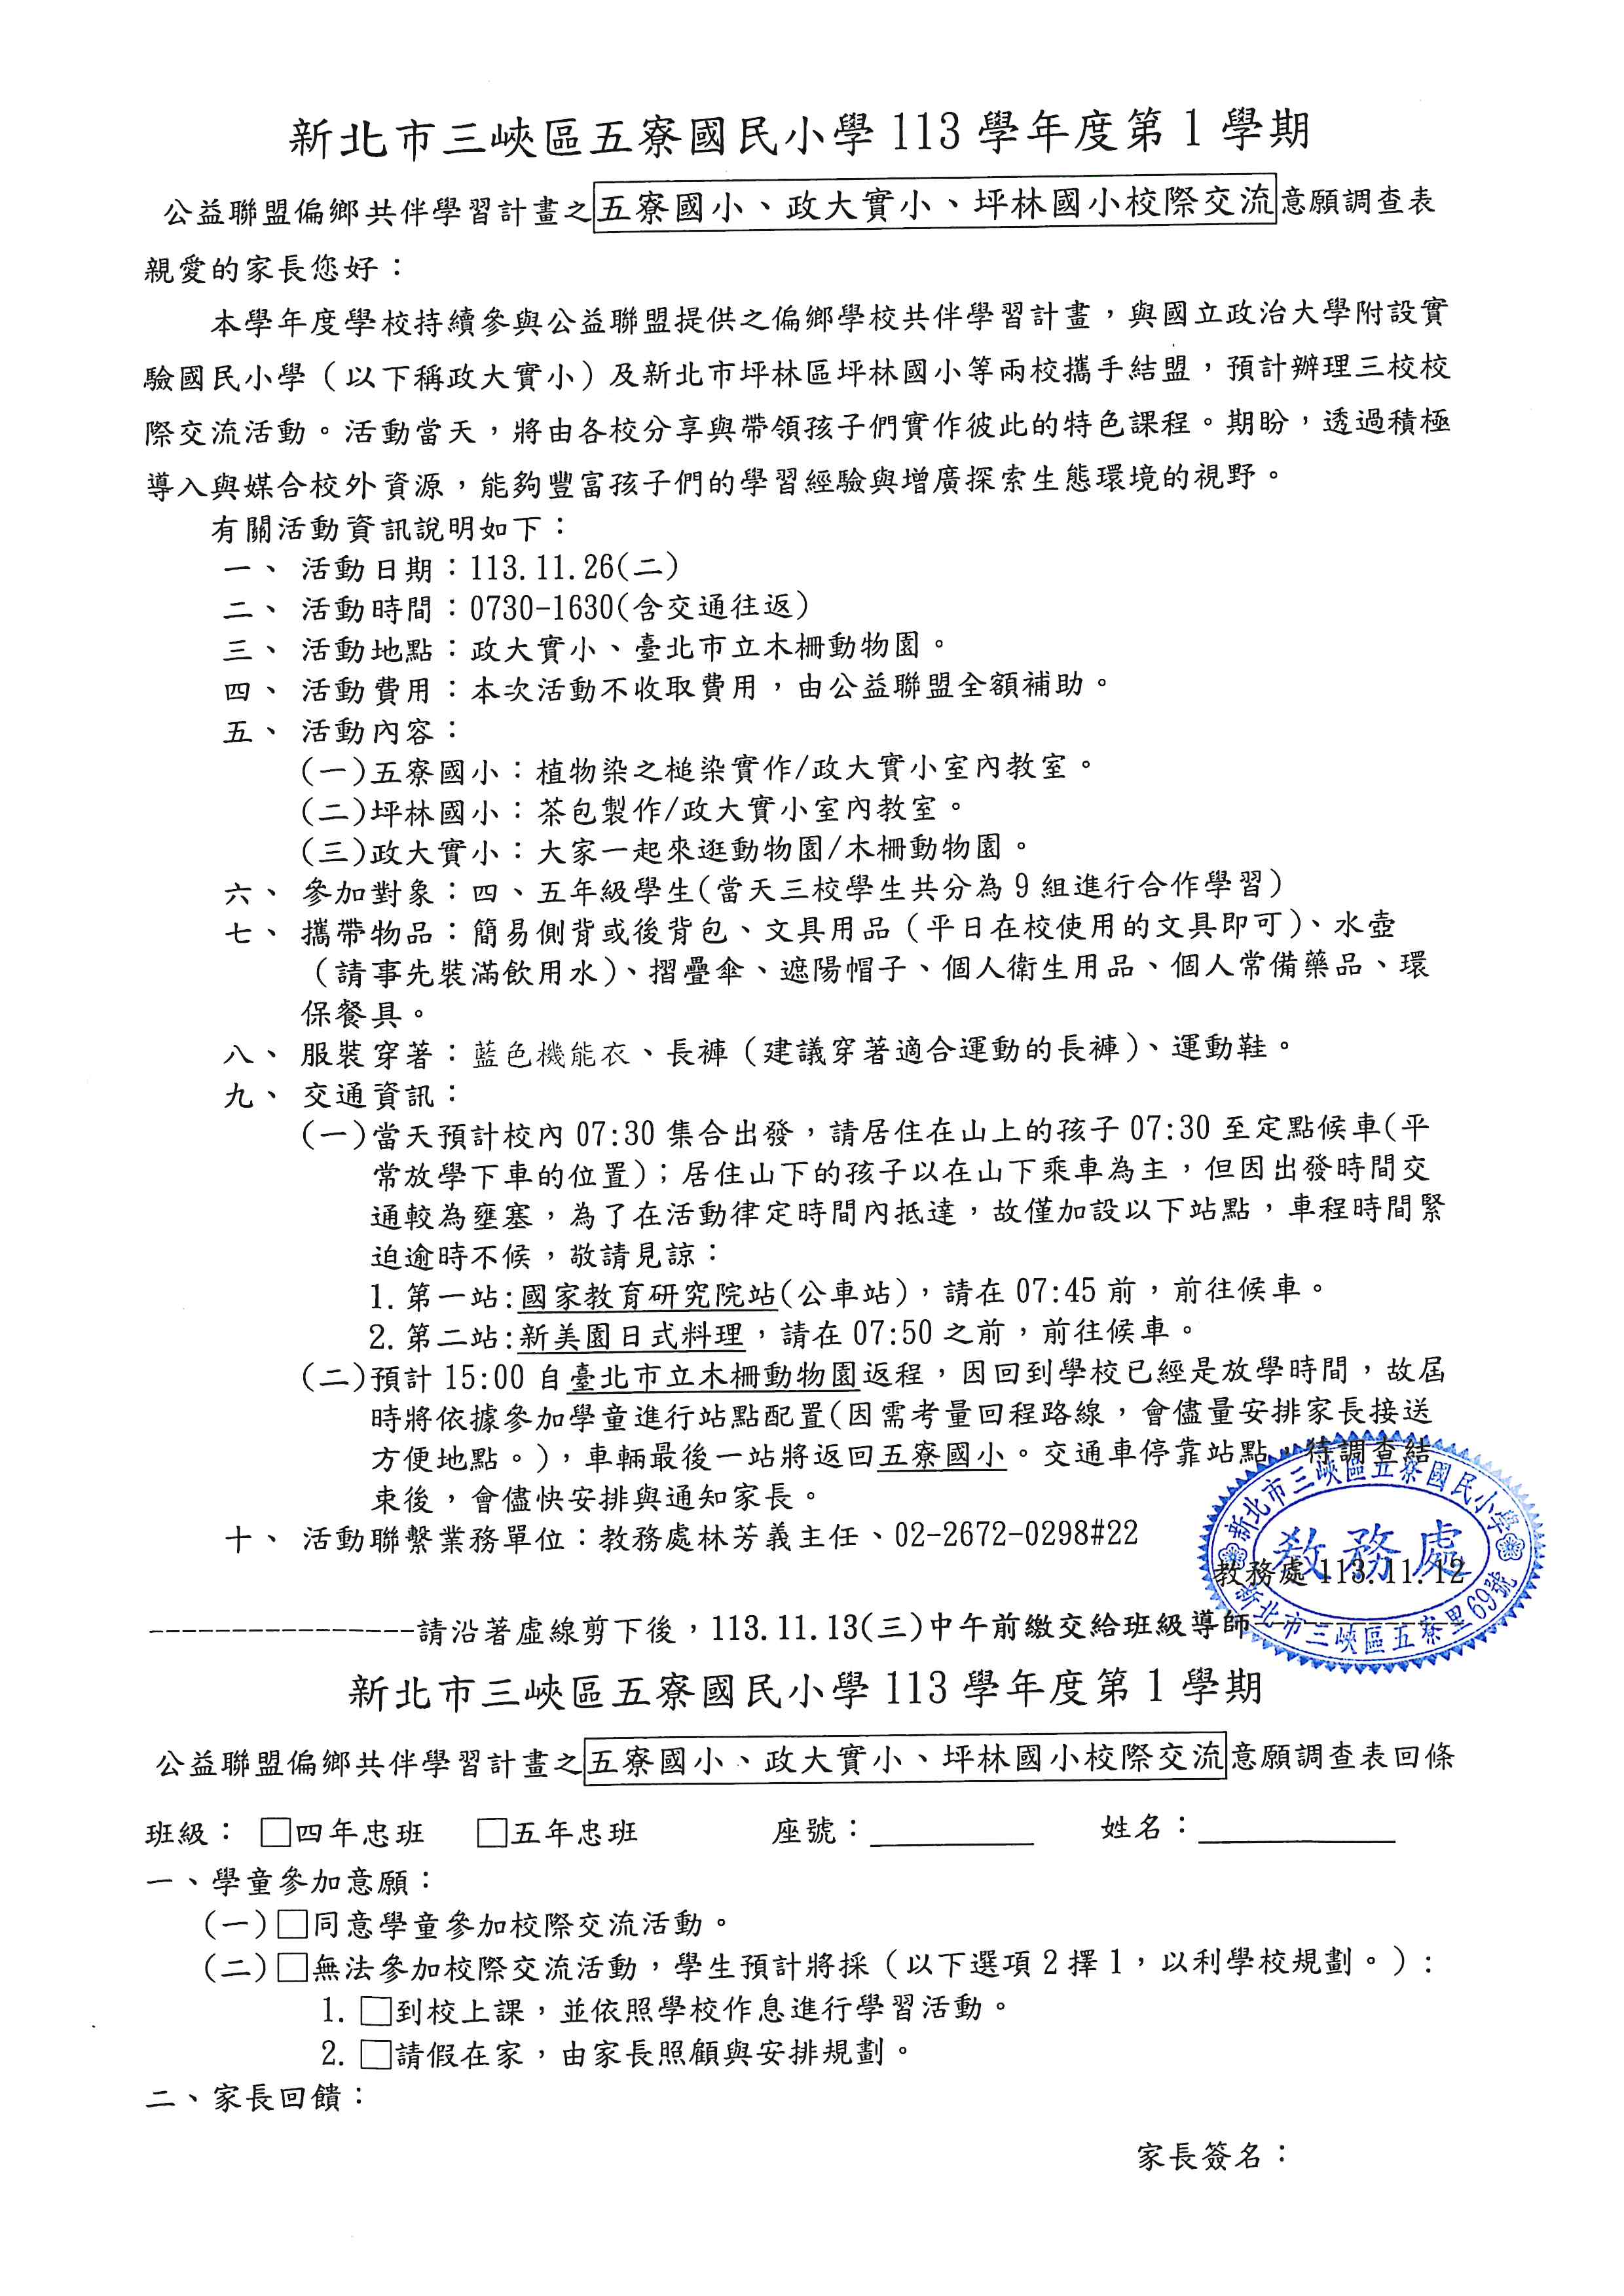 新北市三峽區五寮國民小學 113 學年度第 1 學期
公益聯盟偏鄉共伴學習計畫之五寮國小、政大實小、坪林國小校際交流意願調查表
親愛的家長您好：
本學年度學校持續參與公益聯盟提供之偏鄉學校共伴學習計畫，與國立政治大學附設實
驗國民小學（以下稱政大實小）及新北市坪林區坪林國小等兩校攜手結盟，預計辦理三校校
際交流活動。活動當天，將由各校分享與帶領孩子們實作彼此的特色課程。期盼，透過積極
導入與媒合校外資源，能夠豐富孩子們的學習經驗與增廣探索生態環境的視野。
有關活動資訊說明如下：
一、 活動日期：113.11.26(二)
二、 活動時間：0730-1630(含交通往返)
三、 活動地點：政大實小、臺北市立木柵動物園。
四、 活動費用：本次活動不收取費用，由公益聯盟全額補助。
五、 活動內容：
(一)五寮國小：植物染之槌染實作/政大實小室內教室。
(二)坪林國小：茶包製作/政大實小室內教室。
(三)政大實小：大家一起來逛動物園/木柵動物園。
六、 參加對象：四、五年級學生(當天三校學生共分為 9 組進行合作學習)
七、 攜帶物品：簡易側背或後背包、文具用品（平日在校使用的文具即可）、水壺
（請事先裝滿飲用水）、摺疊傘、遮陽帽子、個人衛生用品、個人常備藥品、環
保餐具。
八、 服裝穿著：藍色機能衣、長褲（建議穿著適合運動的長褲）、運動鞋。
九、 交通資訊：
(一)當天預計校內 07:30 集合出發，請居住在山上的孩子 07:30 至定點候車(平
常放學下車的位置)；居住山下的孩子以在山下乘車為主，但因出發時間交
通較為壅塞，為了在活動律定時間內抵達，故僅加設以下站點，車程時間緊
迫逾時不候，敬請見諒：
1. 第一站:國家教育研究院站(公車站)，請在 07:45 前，前往候車。
2. 第二站:新美園日式料理，請在 07:50 之前，前往候車。
(二)預計 15:00 自臺北市立木柵動物園返程，因回到學校已經是放學時間，故屆
時將依據參加學童進行站點配置(因需考量回程路線，會儘量安排家長接送
方便地點。)，車輛最後一站將返回五寮國小。交通車停靠站點，待調查結
束後，會儘快安排與通知家長。
十、 活動聯繫業務單位：教務處林芳義主任、02-2672-0298#22
新北市三峽區五寮國民小學
教務處
新北市三峽區五寮里69號
教務處 113.11.12
----------------請沿著虛線剪下後，113.11.13(三)中午前繳交給班級導師----------------
新北市三峽區五寮國民小學 113 學年度第 1 學期
公益聯盟偏鄉共伴學習計畫之五寮國小、政大實小、坪林國小校際交流意願調查表回條
班級： □四年忠班 □五年忠班 座號：__________ 姓名：____________
一、學童參加意願：
(一)□同意學童參加校際交流活動。
(二)□無法參加校際交流活動，學生預計將採（以下選項 2 擇 1，以利學校規劃。）:
1. □到校上課，並依照學校作息進行學習活動。
2. □請假在家，由家長照顧與安排規劃。
二、家長回饋：
家長簽名：